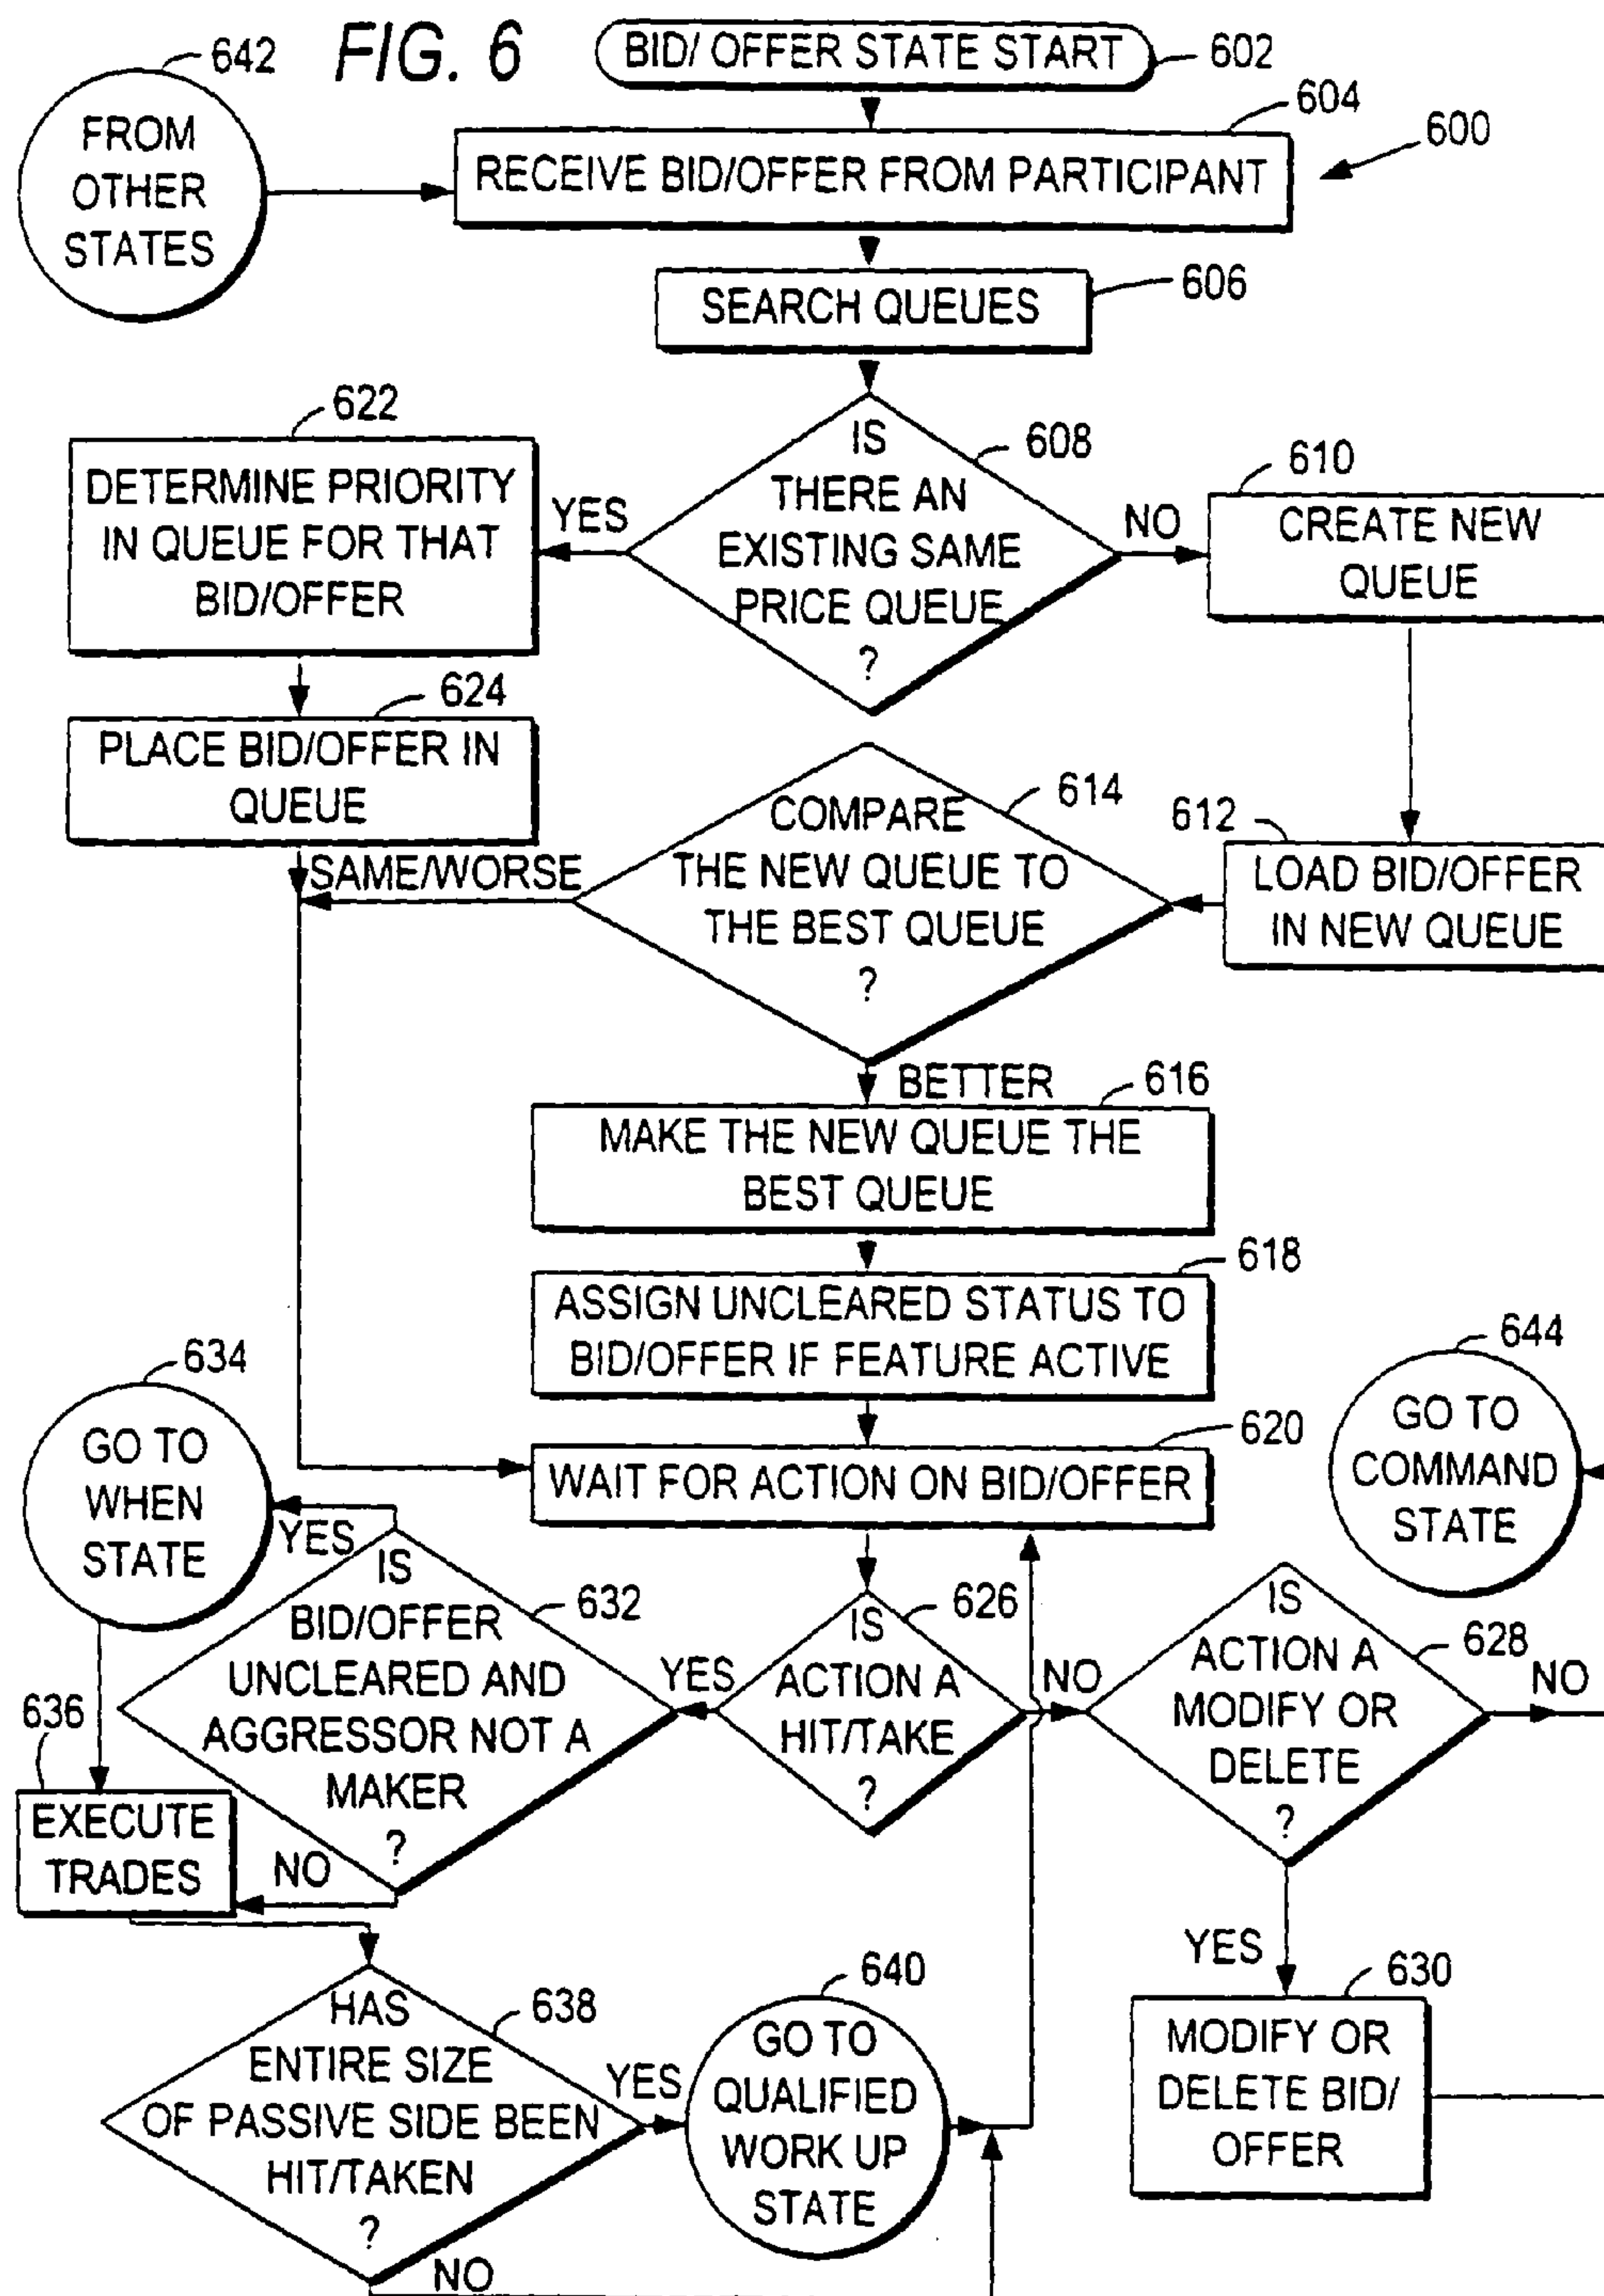 FIG. 6
642
FROM
OTHER
STATES
BID/ OFFER STATE START
602
604
600
RECEIVE BID/OFFER FROM PARTICIPANT
606
SEARCH QUEUES
622
DETERMINE PRIORITY
IN QUEUE FOR THAT
BID/OFFER
YES
IS
THERE AN
EXISTING SAME
PRICE QUEUE
?
608
NO
610
CREATE NEW
QUEUE
624
PLACE BID/OFFER IN
QUEUE
SAME/WORSE
COMPARE
THE NEW QUEUE TO
THE BEST QUEUE
?
614
612
LOAD BID/OFFER
IN NEW QUEUE
BETTER
616
MAKE THE NEW QUEUE THE
BEST QUEUE
618
ASSIGN UNCLEARED STATUS TO
BID/OFFER IF FEATURE ACTIVE
634
GO TO
WHEN
STATE
620
WAIT FOR ACTION ON BID/OFFER
644
GO TO
COMMAND
STATE
YES
IS
BID/OFFER
UNCLEARED AND
AGGRESSOR NOT A
MAKER
?
632
YES
IS
ACTION A
HIT/TAKE
?
626
NO
IS
ACTION A
MODIFY OR
DELETE
?
628
NO
636
EXECUTE
TRADES
NO
YES
630
MODIFY OR
DELETE BID/
OFFER
HAS
ENTIRE SIZE
OF PASSIVE SIDE BEEN
HIT/TAKEN
?
638
YES
640
GO TO
QUALIFIED
WORK UP
STATE
NO